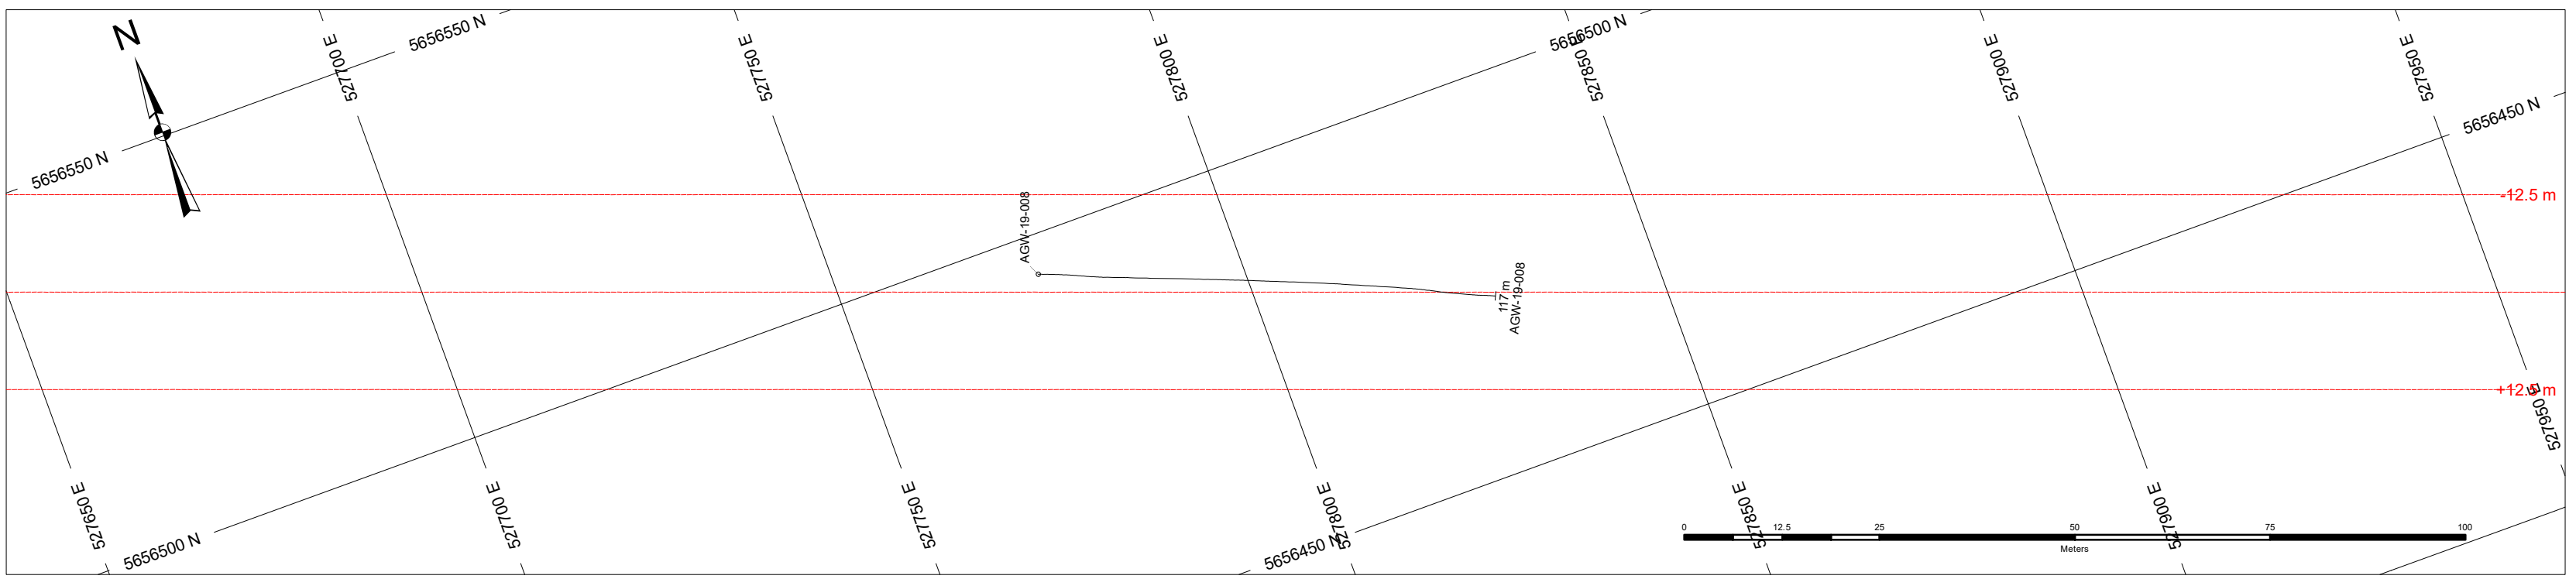 N
5656550 N
5656500 N
527700 E
527750 E
527800 E
527850 E
527900 E
527950 E
5656450 N
5656550 N
-12.5 m
AGW-19-008
117 m
AGW-19-008
+12.5 m
527950 E
527650 E
527700 E
527750 E
527800 E
527850 E
527900 E
5656500 N
5656450 N
0 12.5 25 50 75 100
Meters